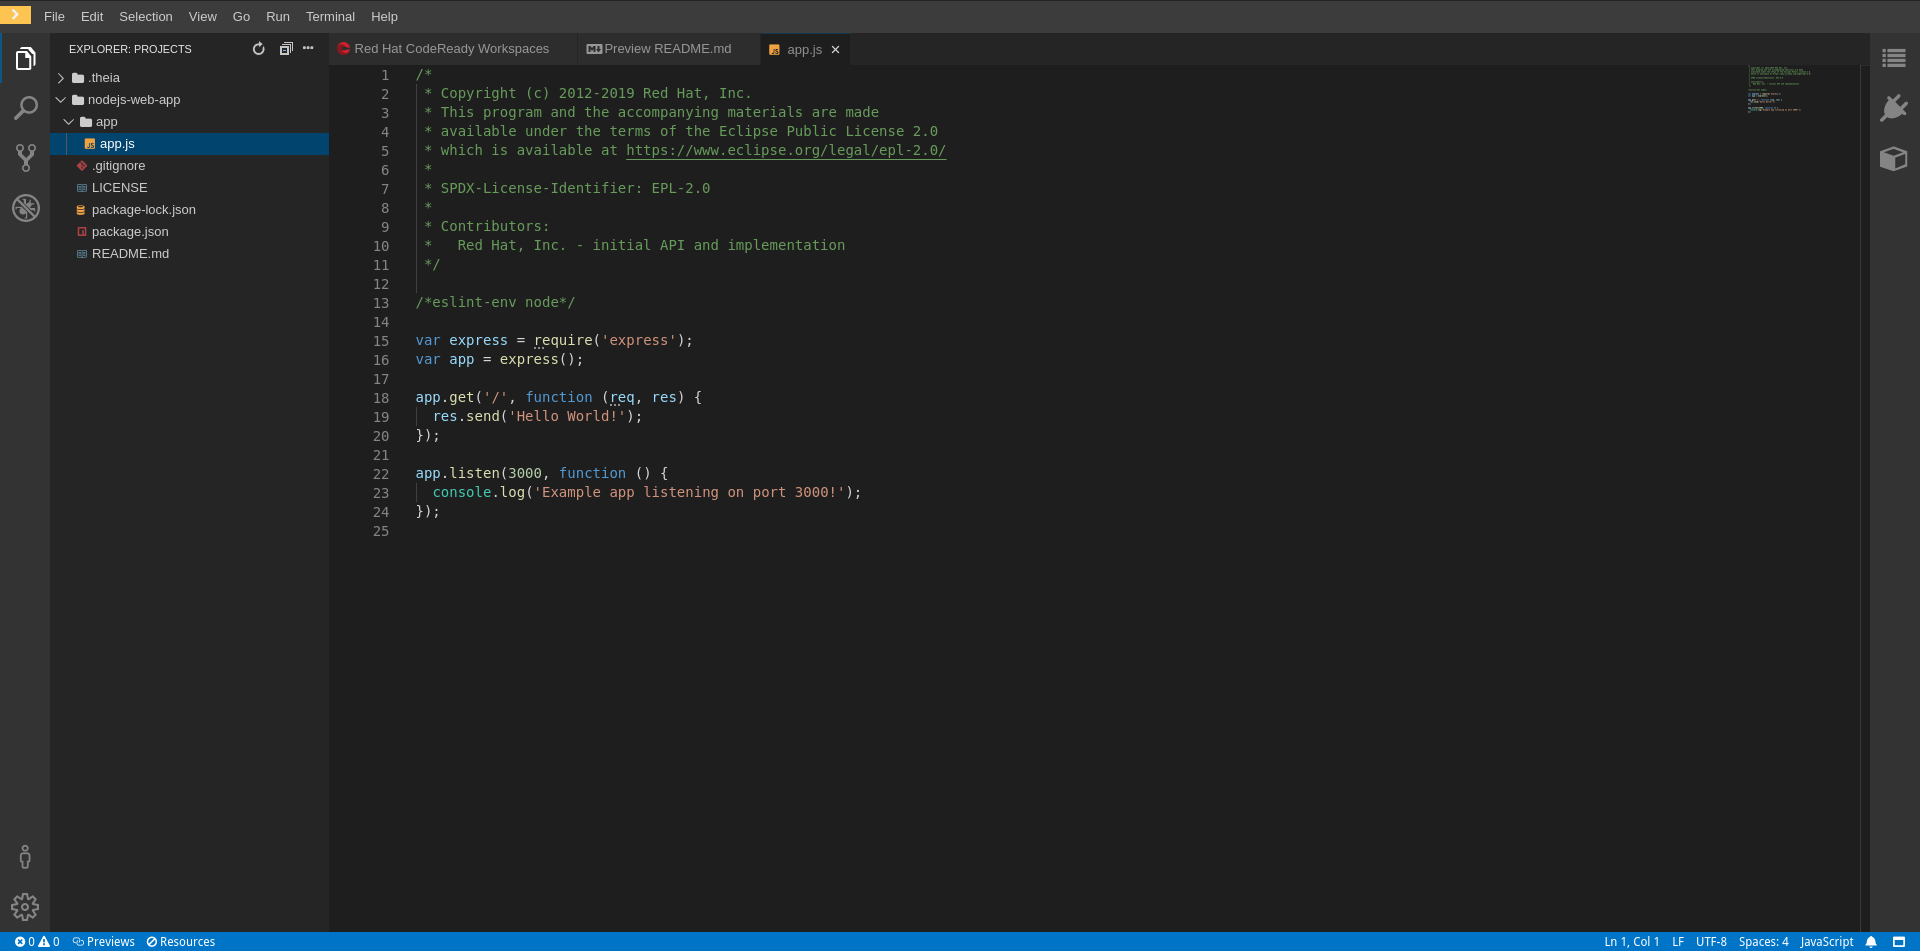 File Edit Selection View Go Run Terminal Help
EXPLORER: PROJECTS
.theia
nodejs-web-app
app
app.js
.gitignore
LICENSE
package-lock.json
package.json
README.md
Red Hat CodeReady Workspaces Preview README.md app.js
1 /*
2  * Copyright (c) 2012-2019 Red Hat, Inc.
3  * This program and the accompanying materials are made
4  * available under the terms of the Eclipse Public License 2.0
5  * which is available at https://www.eclipse.org/legal/epl-2.0/
6  *
7  * SPDX-License-Identifier: EPL-2.0
8  *
9  * Contributors:
10  *   Red Hat, Inc. - initial API and implementation
11  */
12
13 /*eslint-env node*/
14
15 var express = require('express');
16 var app = express();
17
18 app.get('/', function (req, res) {
19   res.send('Hello World!');
20 });
21
22 app.listen(3000, function () {
23   console.log('Example app listening on port 3000!');
24 });
25
0 0 Previews Resources Ln 1, Col 1 LF UTF-8 Spaces: 4 JavaScript